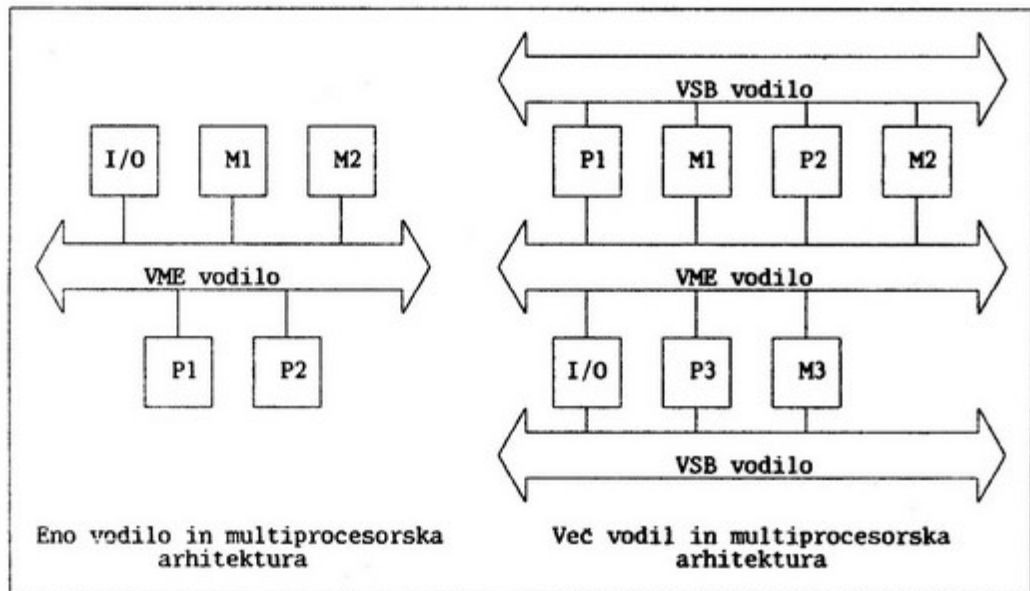 I/O M1 M2
VME vodilo
P1 P2
Eno vodilo in multiprocesorska
arhitektura
VSB vodilo
P1 M1 P2 M2
VME vodilo
I/O P3 M3
VSB vodilo
Več vodil in multiprocesorska
arhitektura